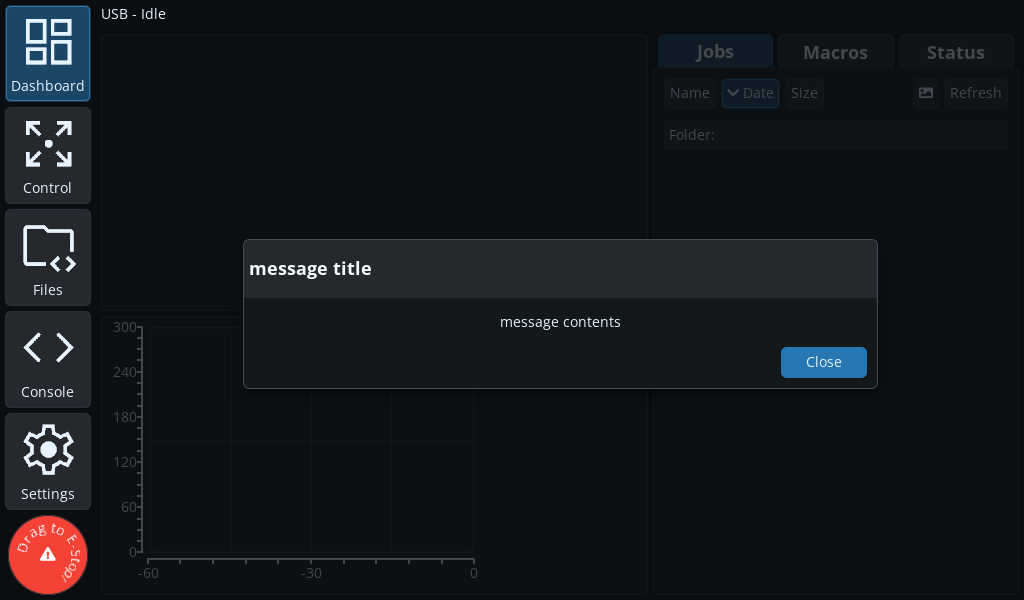 USB - Idle
Dashboard
Control
Files
Console
Settings
Drag to E-Stop!
Jobs
Macros
Status
Name
Date
Size
Refresh
Folder:
message title
message contents
Close
300
240
180
120
60
0
-60
-30
0